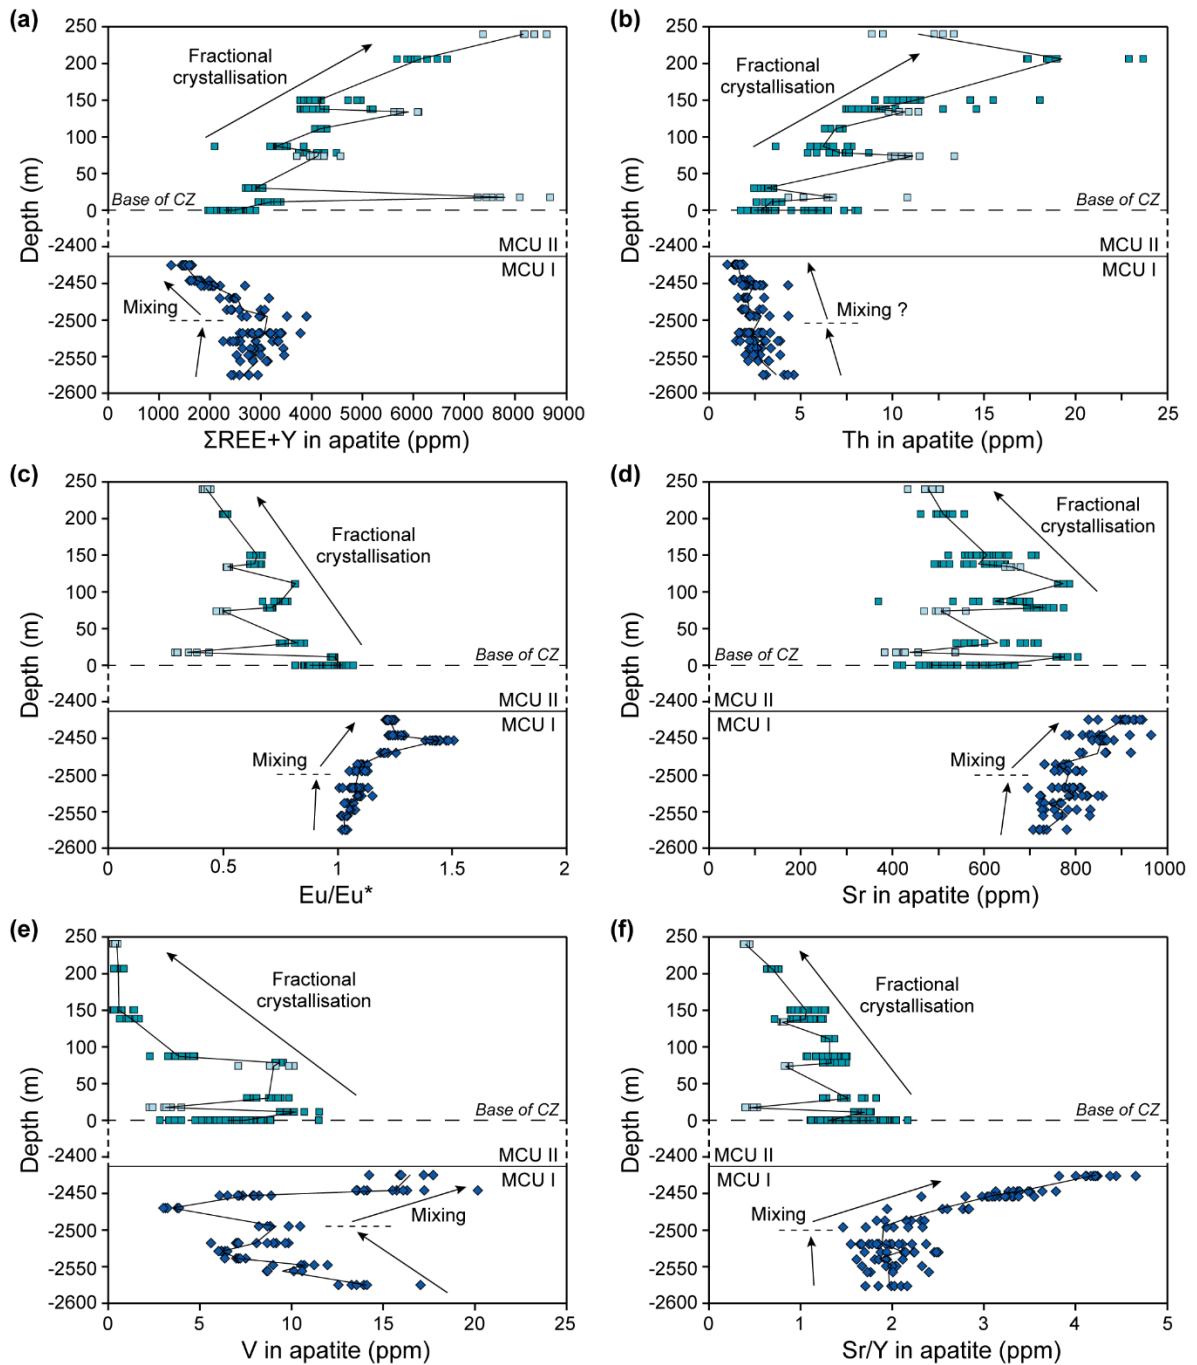 (a)
250
200
150
100
50
0
-2400
-2450
-2500
-2550
-2600
Depth (m)
Fractional
crystallisation
Base of CZ
MCU II
MCU I
Mixing
0
1000
2000
3000
4000
5000
6000
7000
8000
9000
ΣREE+Y in apatite (ppm)
(b)
250
200
150
100
50
0
-2400
-2450
-2500
-2550
-2600
Depth (m)
Fractional
crystallisation
Base of CZ
MCU II
MCU I
Mixing ?
0
5
10
15
20
25
Th in apatite (ppm)
(c)
250
200
150
100
50
0
-2400
-2450
-2500
-2550
-2600
Depth (m)
Fractional
crystallisation
Base of CZ
MCU II
MCU I
Mixing
0
0.5
1
1.5
2
Eu/Eu*
(d)
250
200
150
100
50
0
-2400
-2450
-2500
-2550
-2600
Depth (m)
Fractional
crystallisation
Base of CZ
MCU II
MCU I
Mixing
0
200
400
600
800
1000
Sr in apatite (ppm)
(e)
250
200
150
100
50
0
-2400
-2450
-2500
-2550
-2600
Depth (m)
Fractional
crystallisation
Base of CZ
MCU II
MCU I
Mixing
0
5
10
15
20
25
V in apatite (ppm)
(f)
250
200
150
100
50
0
-2400
-2450
-2500
-2550
-2600
Depth (m)
Fractional
crystallisation
Base of CZ
MCU II
MCU I
Mixing
0
1
2
3
4
5
Sr/Y in apatite (ppm)